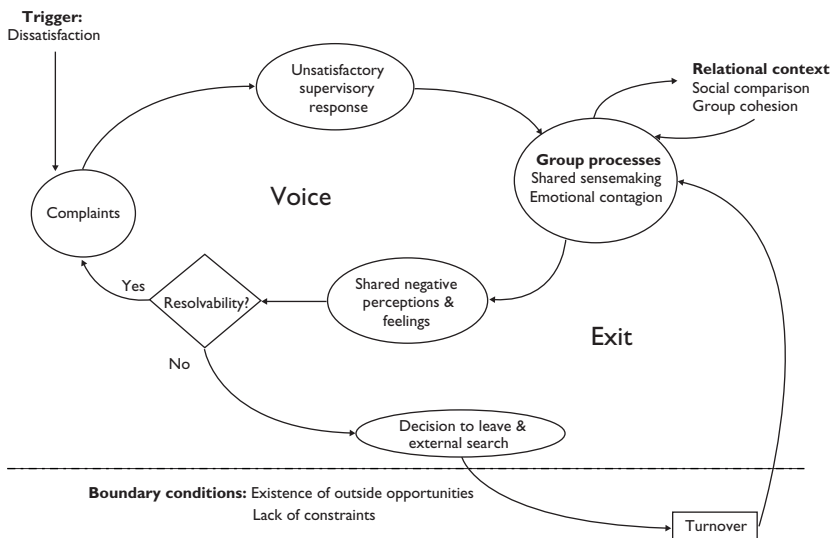 Trigger:
Dissatisfaction
Unsatisfactory
supervisory
response
Relational context
Social comparison
Group cohesion
Group processes
Shared sensemaking
Emotional contagion
Voice
Complaints
Yes
Resolvability?
Shared negative
perceptions &
feelings
Exit
No
Decision to leave &
external search
Boundary conditions: Existence of outside opportunities
Lack of constraints
Turnover